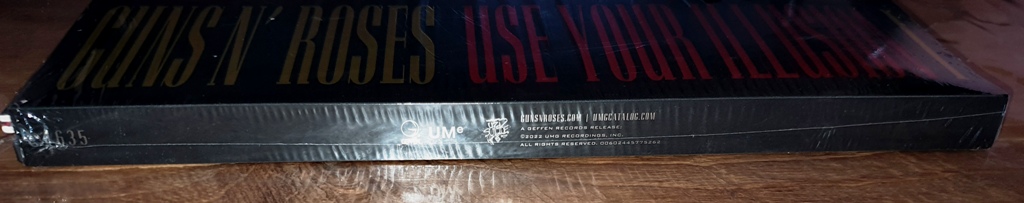 GUNS N' ROSES USE YOUR ILLUSION
GUNSNROSES.COM | UMGCATALOG.COM
UMe
A GEFFEN RECORDS RELEASE;
©2022 UMG RECORDINGS, INC.
ALL RIGHTS RESERVED.